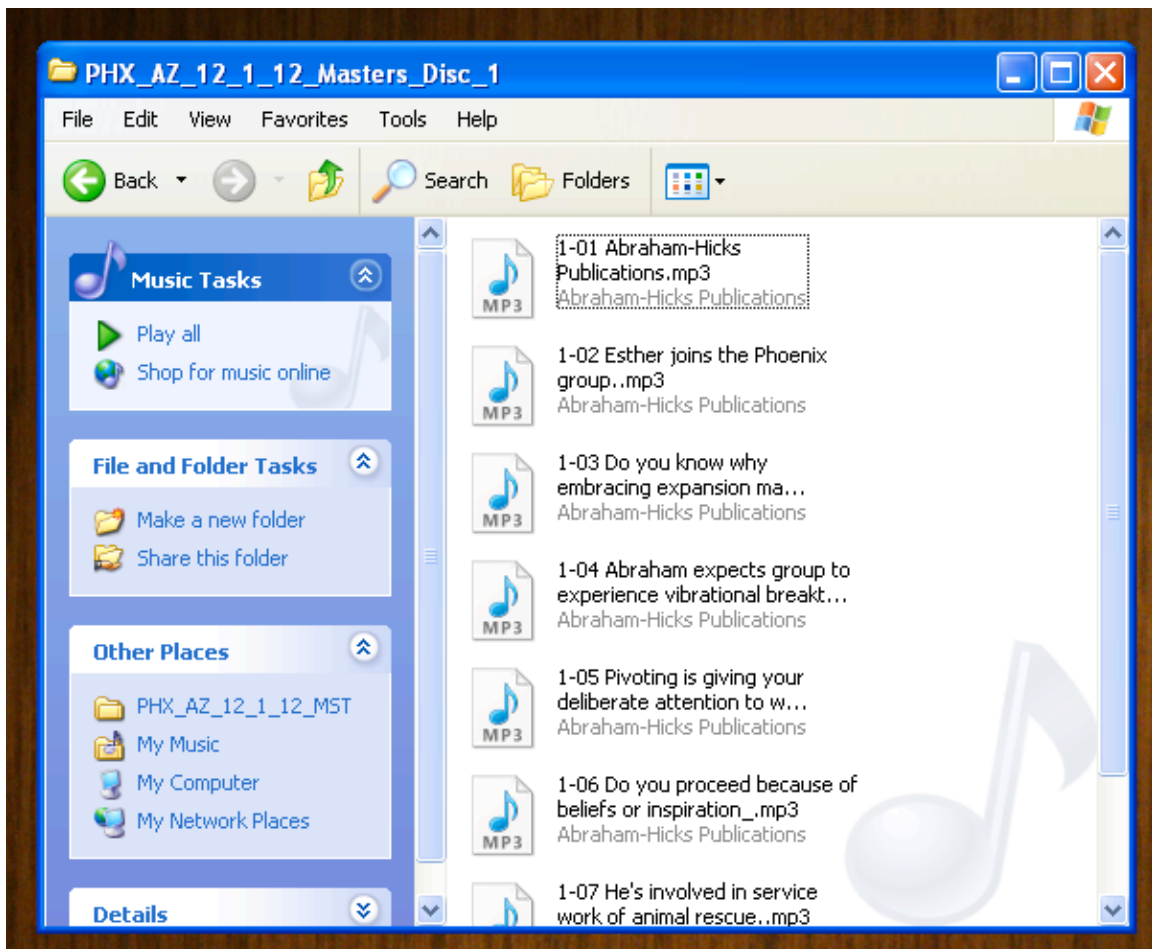 PHX_AZ_12_1_12_Masters_Disc_1
File Edit View Favorites Tools Help
Back Search Folders
Music Tasks
Play all
Shop for music online
File and Folder Tasks
Make a new folder
Share this folder
Other Places
PHX_AZ_12_1_12_MST
My Music
My Computer
My Network Places
Details
MP3
1-01 Abraham-Hicks
Publications.mp3
Abraham-Hicks Publications
MP3
1-02 Esther joins the Phoenix
group..mp3
Abraham-Hicks Publications
MP3
1-03 Do you know why
embracing expansion ma...
Abraham-Hicks Publications
MP3
1-04 Abraham expects group to
experience vibrational breakt...
Abraham-Hicks Publications
MP3
1-05 Pivoting is giving your
deliberate attention to w...
Abraham-Hicks Publications
MP3
1-06 Do you proceed because of
beliefs or inspiration_.mp3
Abraham-Hicks Publications
1-07 He's involved in service
work of animal rescue..mp3